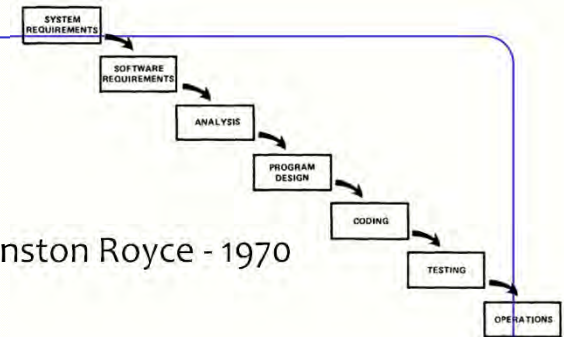 SYSTEM
REQUIREMENTS
SOFTWARE
REQUIREMENTS
ANALYSIS
PROGRAM
DESIGN
CODING
nston Royce - 1970
TESTING
OPERATIONS